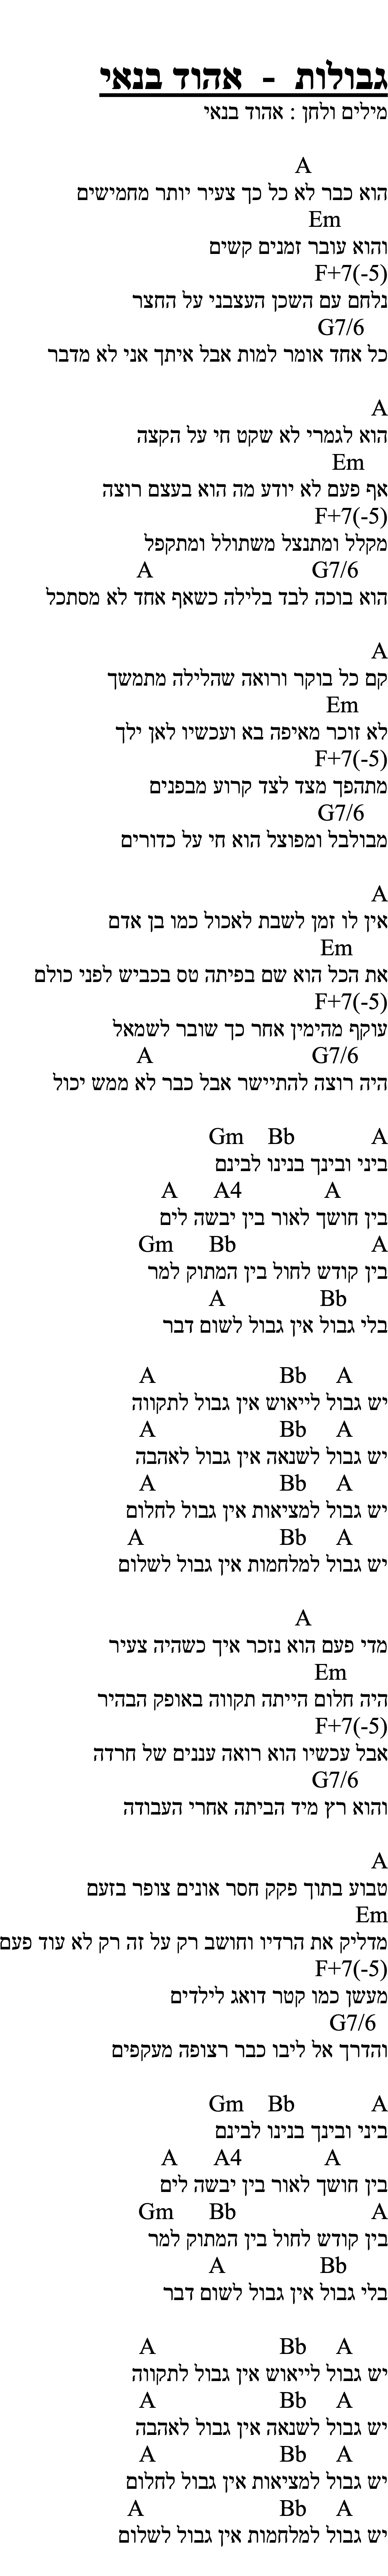 גבולות - אהוד בנאי
מילים ולחן : אהוד בנאי
A
הוא כבר לא כל כך צעיר יותר מחמישים
Em
והוא עובר זמנים קשים
F+7(-5)
נלחם עם השכן העצבני על החצר
G7/6
כל אחד אומר למות אבל איתך אני לא מדבר
A
הוא לגמרי לא שקט חי על הקצה
Em
אף פעם לא יודע מה הוא בעצם רוצה
F+7(-5)
מקלל ומתנצל משתולל ומתקפל
A G7/6
הוא בוכה לבד בלילה כשאף אחד לא מסתכל
A
קם כל בוקר ורואה שהלילה מתמשך
Em
לא זוכר מאיפה בא ועכשיו לאן ילך
F+7(-5)
מתהפך מצד לצד קרוע מבפנים
G7/6
מבולבל ומפוצל הוא חי על כדורים
A
אין לו זמן לשבת לאכול כמו בן אדם
Em
את הכל הוא שם בפיתה טס בכביש לפני כולם
F+7(-5)
עוקף מהימין אחר כך שובר לשמאל
A G7/6
היה רוצה להתיישר אבל כבר לא ממש יכול
Gm Bb A
ביני ובינך בנינו לבינם
A A4 A
בין חושך לאור בין יבשה לים
Gm Bb A
בין קודש לחול בין המתוק למר
A Bb
בלי גבול אין גבול לשום דבר
A Bb A
יש גבול לייאוש אין גבול לתקווה
A Bb A
יש גבול לשנאה אין גבול לאהבה
A Bb A
יש גבול למציאות אין גבול לחלום
A Bb A
יש גבול למלחמות אין גבול לשלום
A
מדי פעם הוא נזכר איך כשהיה צעיר
Em
היה חלום הייתה תקווה באופק הבהיר
F+7(-5)
אבל עכשיו הוא רואה עננים של חרדה
G7/6
והוא רץ מיד הביתה אחרי העבודה
A
טבוע בתוך פקק חסר אונים צופר בזעם
Em
מדליק את הרדיו וחושב רק על זה רק לא עוד פעם
F+7(-5)
מעשן כמו קטר דואג לילדים
G7/6
והדרך אל ליבו כבר רצופה מעקפים
Gm Bb A
ביני ובינך בנינו לבינם
A A4 A
בין חושך לאור בין יבשה לים
Gm Bb A
בין קודש לחול בין המתוק למר
A Bb
בלי גבול אין גבול לשום דבר
A Bb A
יש גבול לייאוש אין גבול לתקווה
A Bb A
יש גבול לשנאה אין גבול לאהבה
A Bb A
יש גבול למציאות אין גבול לחלום
A Bb A
יש גבול למלחמות אין גבול לשלום